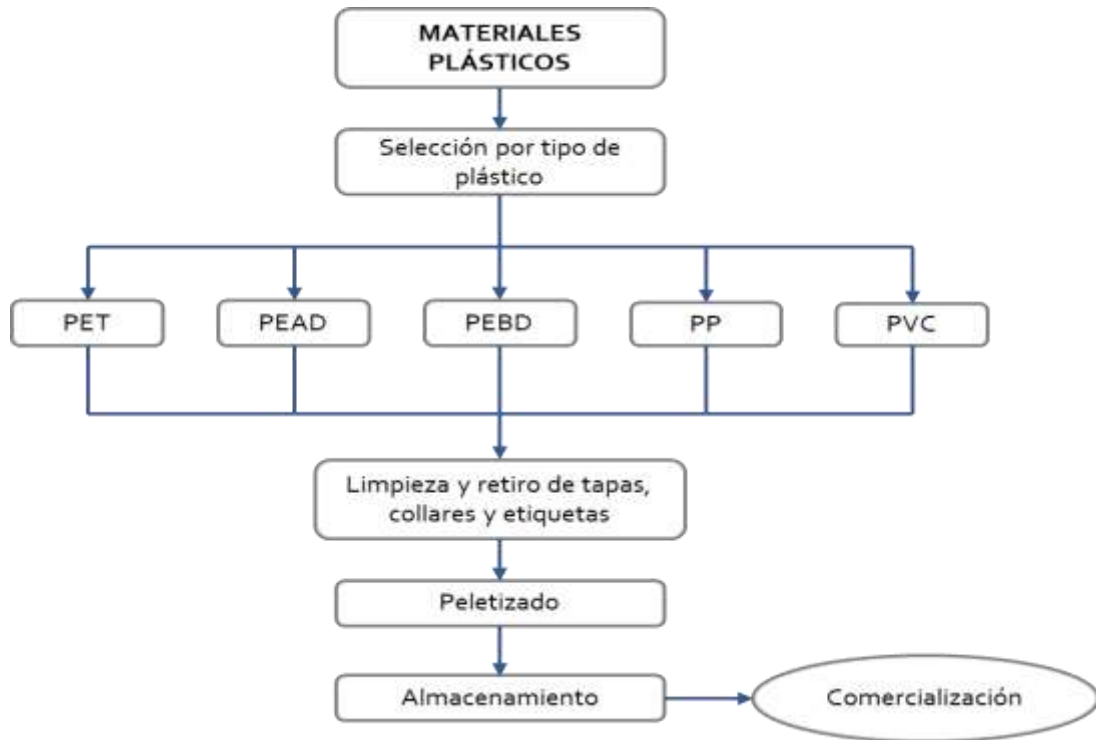 MATERIALES
PLÁSTICOS
Selección por tipo de
plástico
PET
PEAD
PEBD
PP
PVC
Limpieza y retiro de tapas,
collares y etiquetas
Peletizado
Almacenamiento
Comercialización